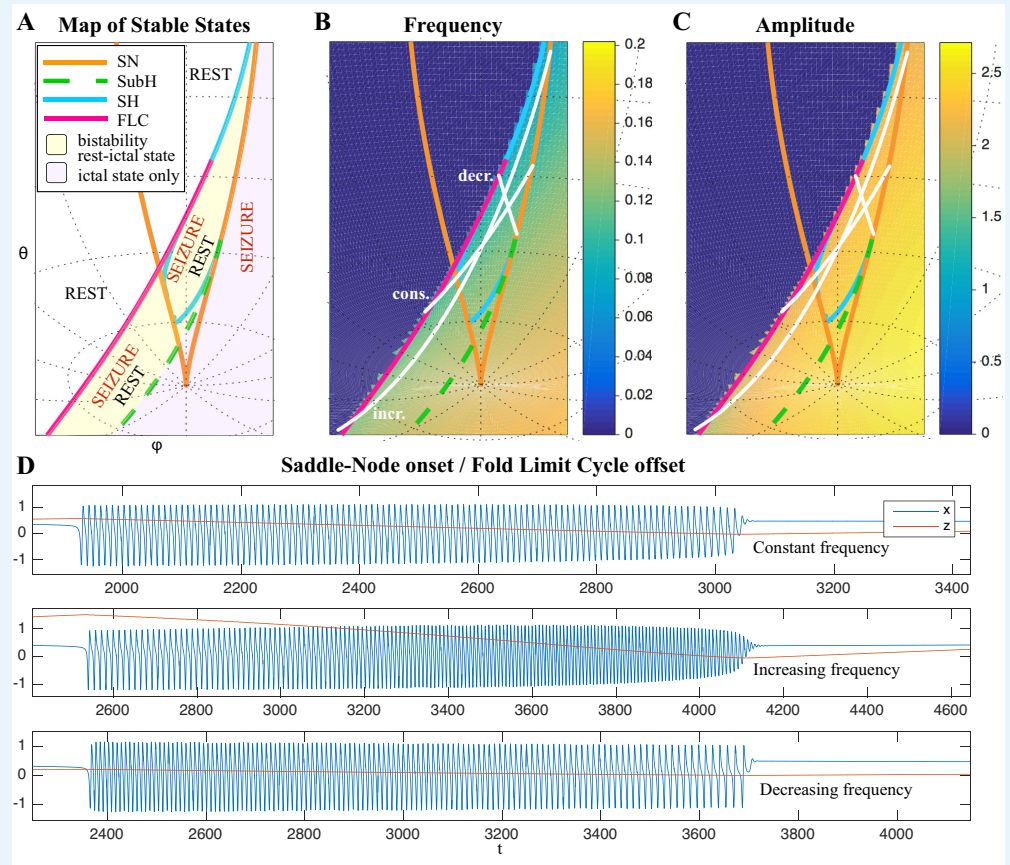 A Map of Stable States
SN
SubH
SH
FLC
bistability
rest-ictal state
ictal state only
REST
REST
SEIZURE
REST
SEIZURE
SEIZURE
REST
θ
φ
B Frequency
decr.
cons.
incr.
0.2
0.18
0.16
0.14
0.12
0.1
0.08
0.06
0.04
0.02
0
C Amplitude
2.5
2
1.5
1
0.5
0
D Saddle-Node onset / Fold Limit Cycle offset
1
0
-1
x
z
Constant frequency
2000 2200 2400 2600 2800 3000 3200 3400
1
0
-1
Increasing frequency
2600 2800 3000 3200 3400 3600 3800 4000 4200 4400 4600
1
0
-1
Decreasing frequency
2400 2600 2800 3000 3200 3400 3600 3800 4000
t